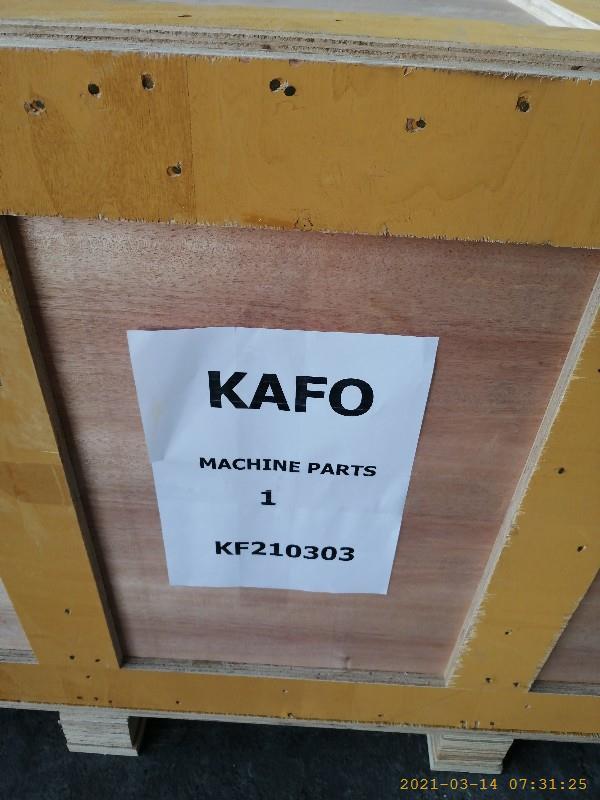 KAFO
MACHINE PARTS
1
KF210303
2021-03-14 07:31:25